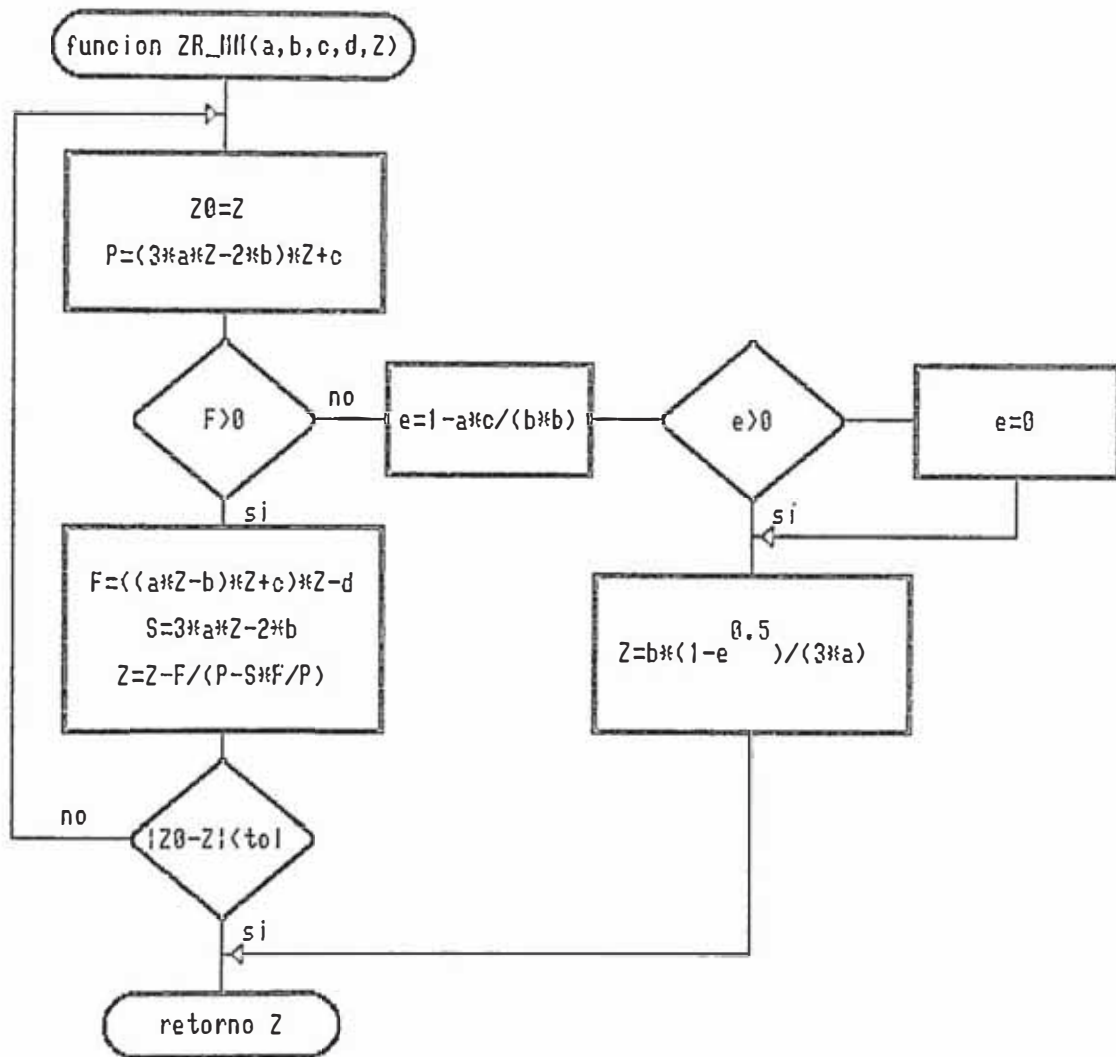 funcion ZR_NW(a,b,c,d,Z)
Z0=Z
P=(3*a*Z-2*b)*Z+c
F>0
no
e=1-a*c/(b*b)
e>0
e=0
si
si
F=((a*Z-b)*Z+c)*Z-d
S=3*a*Z-2*b
Z=Z-F/(P-S*F/P)
0.5
Z=b*(1-e )/(3*a)
no
|Z0-Z|<tol
si
retorno Z